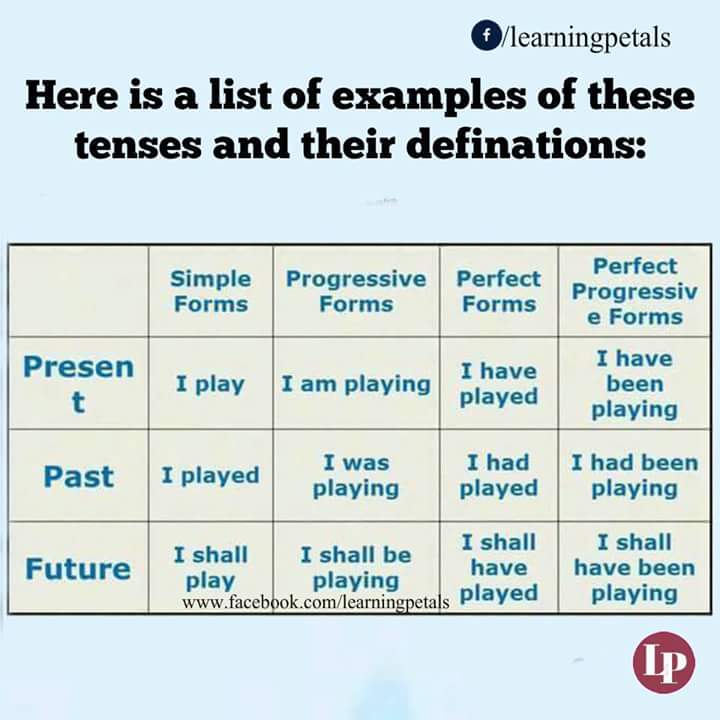 f/learningpetals
Here is a list of examples of these
tenses and their definations:
Simple
Forms
Progressive
Forms
Perfect
Forms
Perfect
Progressiv
e Forms
Presen
t
I play
I am playing
I have
played
I have
been
playing
Past
I played
I was
playing
I had
played
I had been
playing
Future
I shall
play
I shall be
playing
I shall
have
played
I shall
have been
playing
www.facebook.com/learningpetals
LP